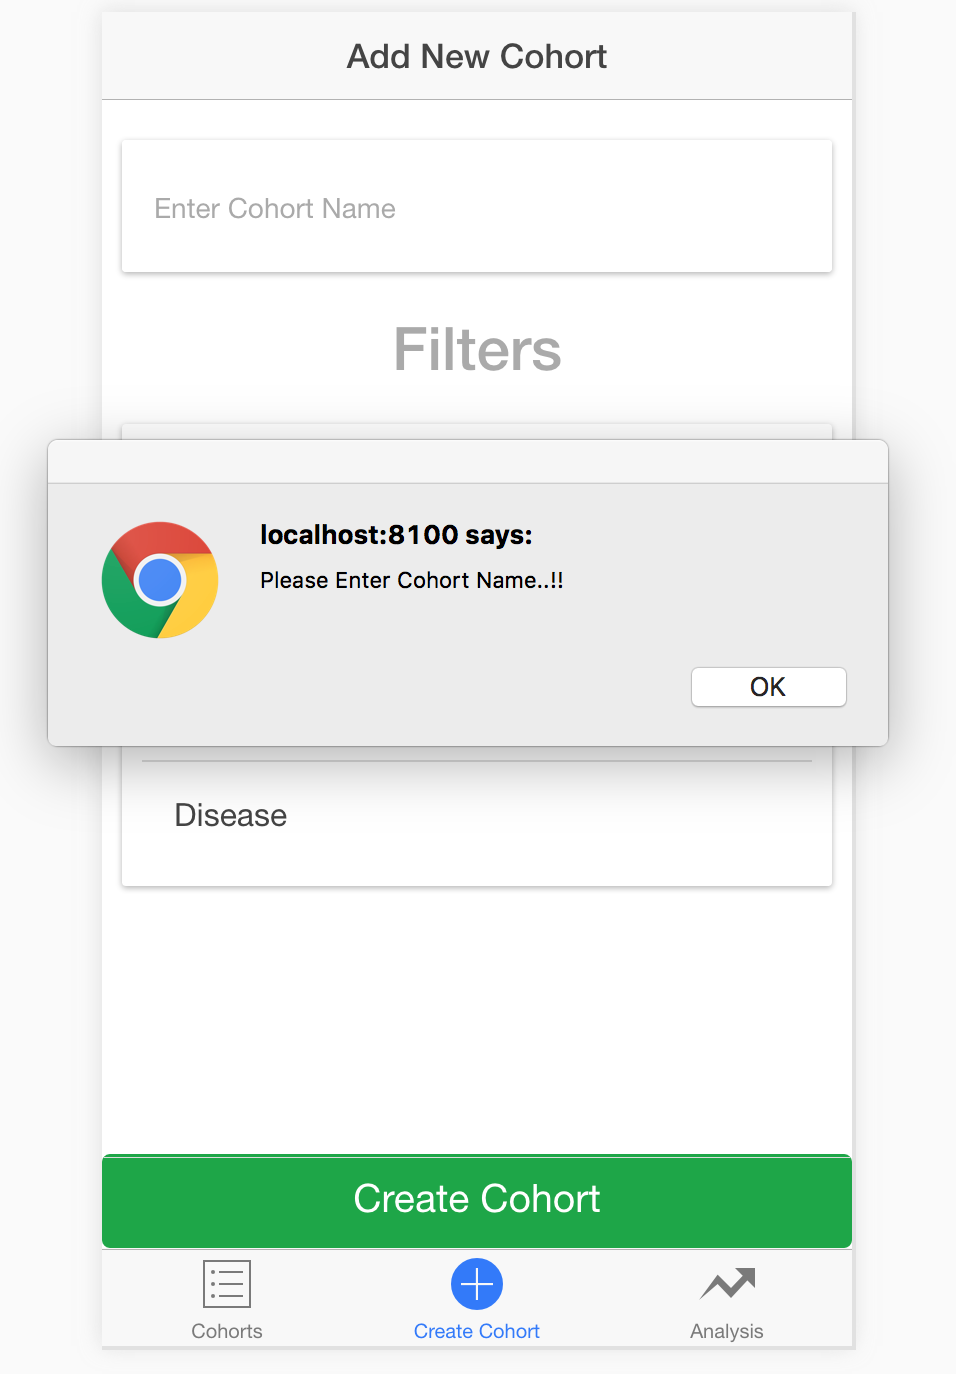 Add New Cohort
Enter Cohort Name
Filters
localhost:8100 says:
Please Enter Cohort Name..!!
OK
Disease
Create Cohort
Cohorts
Create Cohort
Analysis